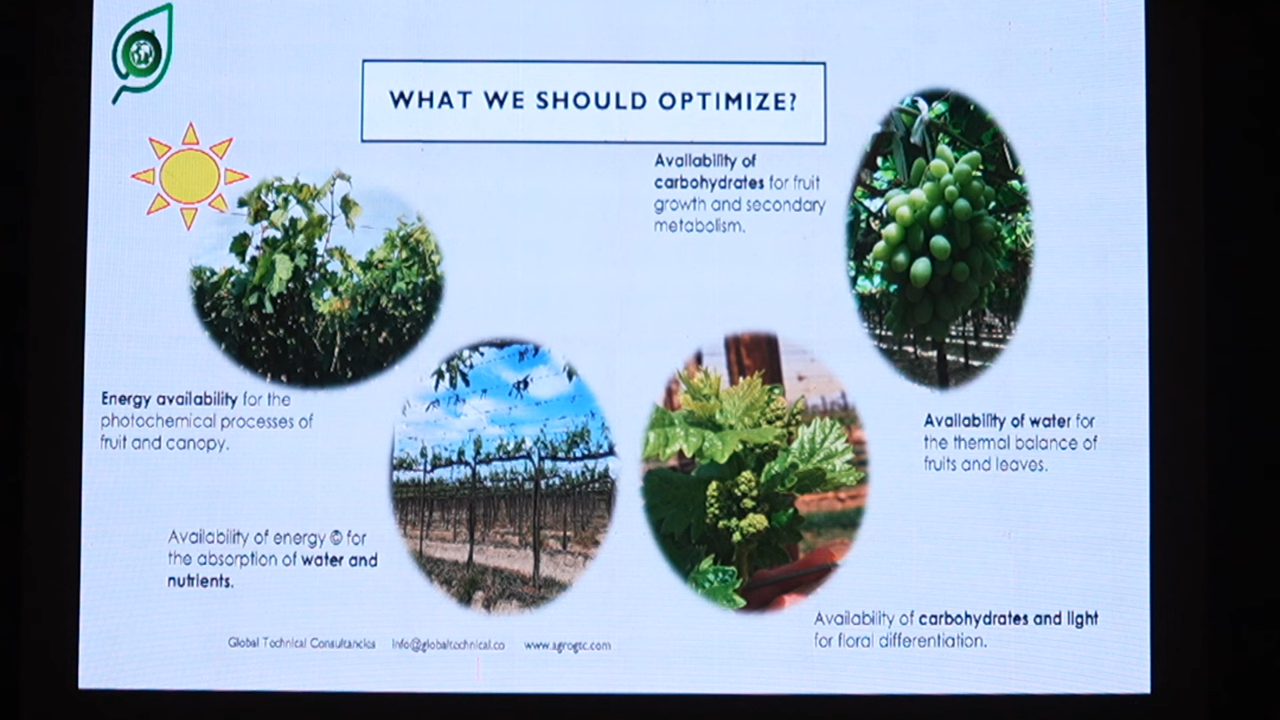 WHAT WE SHOULD OPTIMIZE?
Availability of
carbohydrates for fruit
growth and secondary
metabolism.
Energy availability for the
photochemical processes of
fruit and canopy.
Availability of water for
the thermal balance of
fruits and leaves.
Availability of energy © for
the absorption of water and
nutrients.
Availability of carbohydrates and light
for floral differentiation.
Global Technical Consultancies info@globaltechnical.co www.agrogtc.com